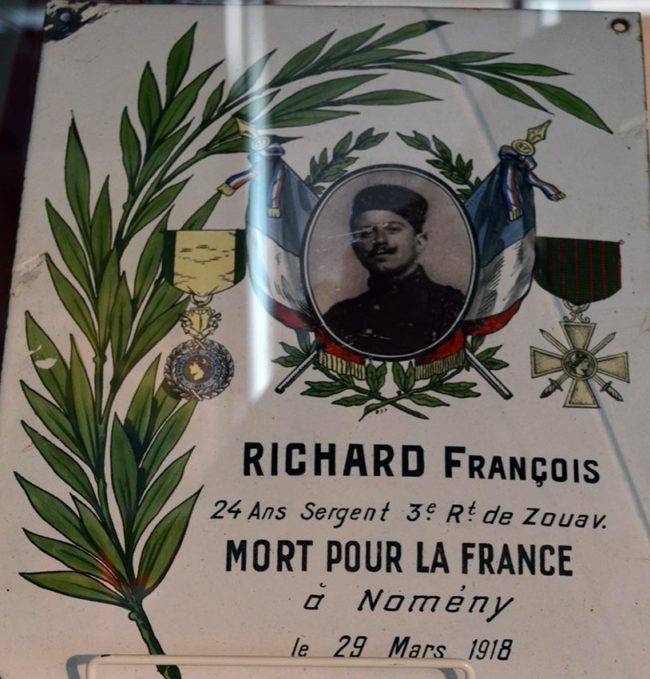 RICHARD FRANÇOIS
24 Ans Sergent 3e Rt de Zouav.
MORT POUR LA FRANCE
à Nomény
le 29 Mars 1918